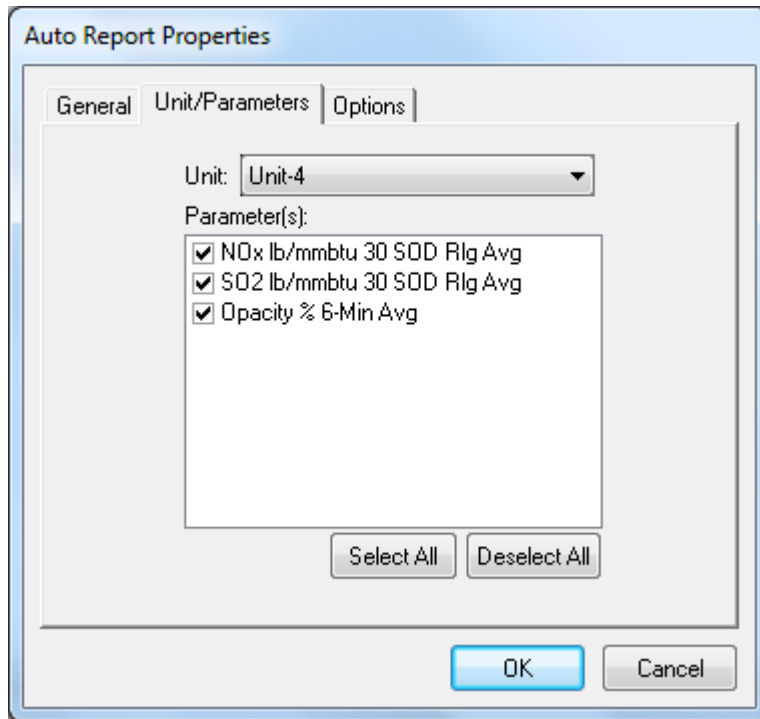 Auto Report Properties
General Unit/Parameters Options
Unit: Unit-4
Parameter(s):
NOx lb/mmbtu 30 SOD Rlg Avg
SO2 lb/mmbtu 30 SOD Rlg Avg
Opacity % 6-Min Avg
Select All Deselect All
OK Cancel